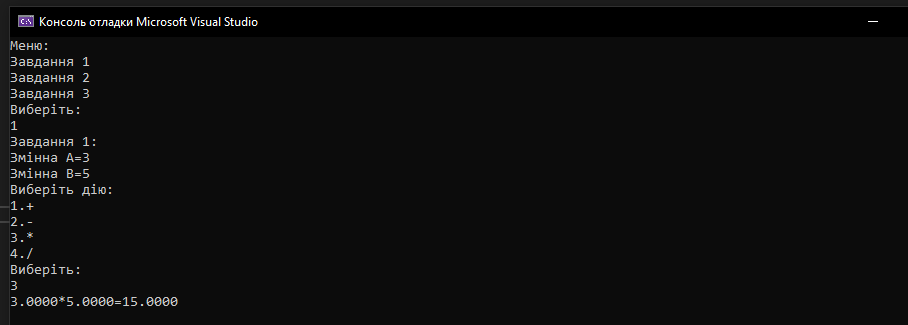 Консоль отладки Microsoft Visual Studio
Меню:
Завдання 1
Завдання 2
Завдання 3
Виберіть:
1
Завдання 1:
Змінна A=3
Змінна B=5
Виберіть дію:
1.+
2.-
3.*
4./
Виберіть:
3
3.0000*5.0000=15.0000